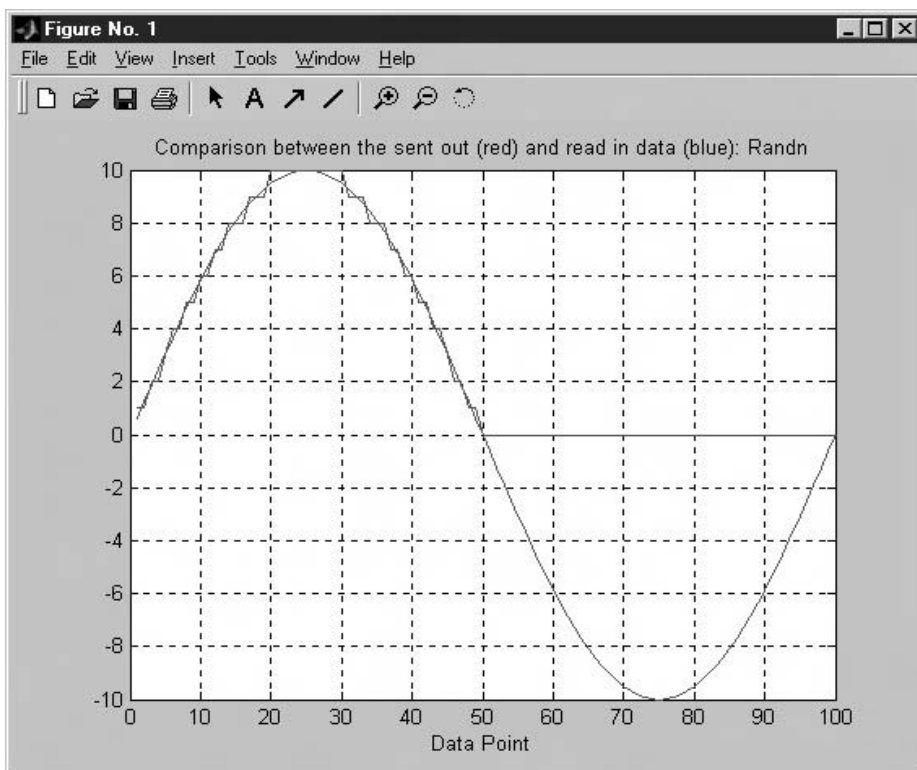 Figure No. 1
File Edit View Insert Tools Window Help
A
Comparison between the sent out (red) and read in data (blue): Randn
10
8
6
4
2
0
-2
-4
-6
-8
-10
0 10 20 30 40 50 60 70 80 90 100
Data Point